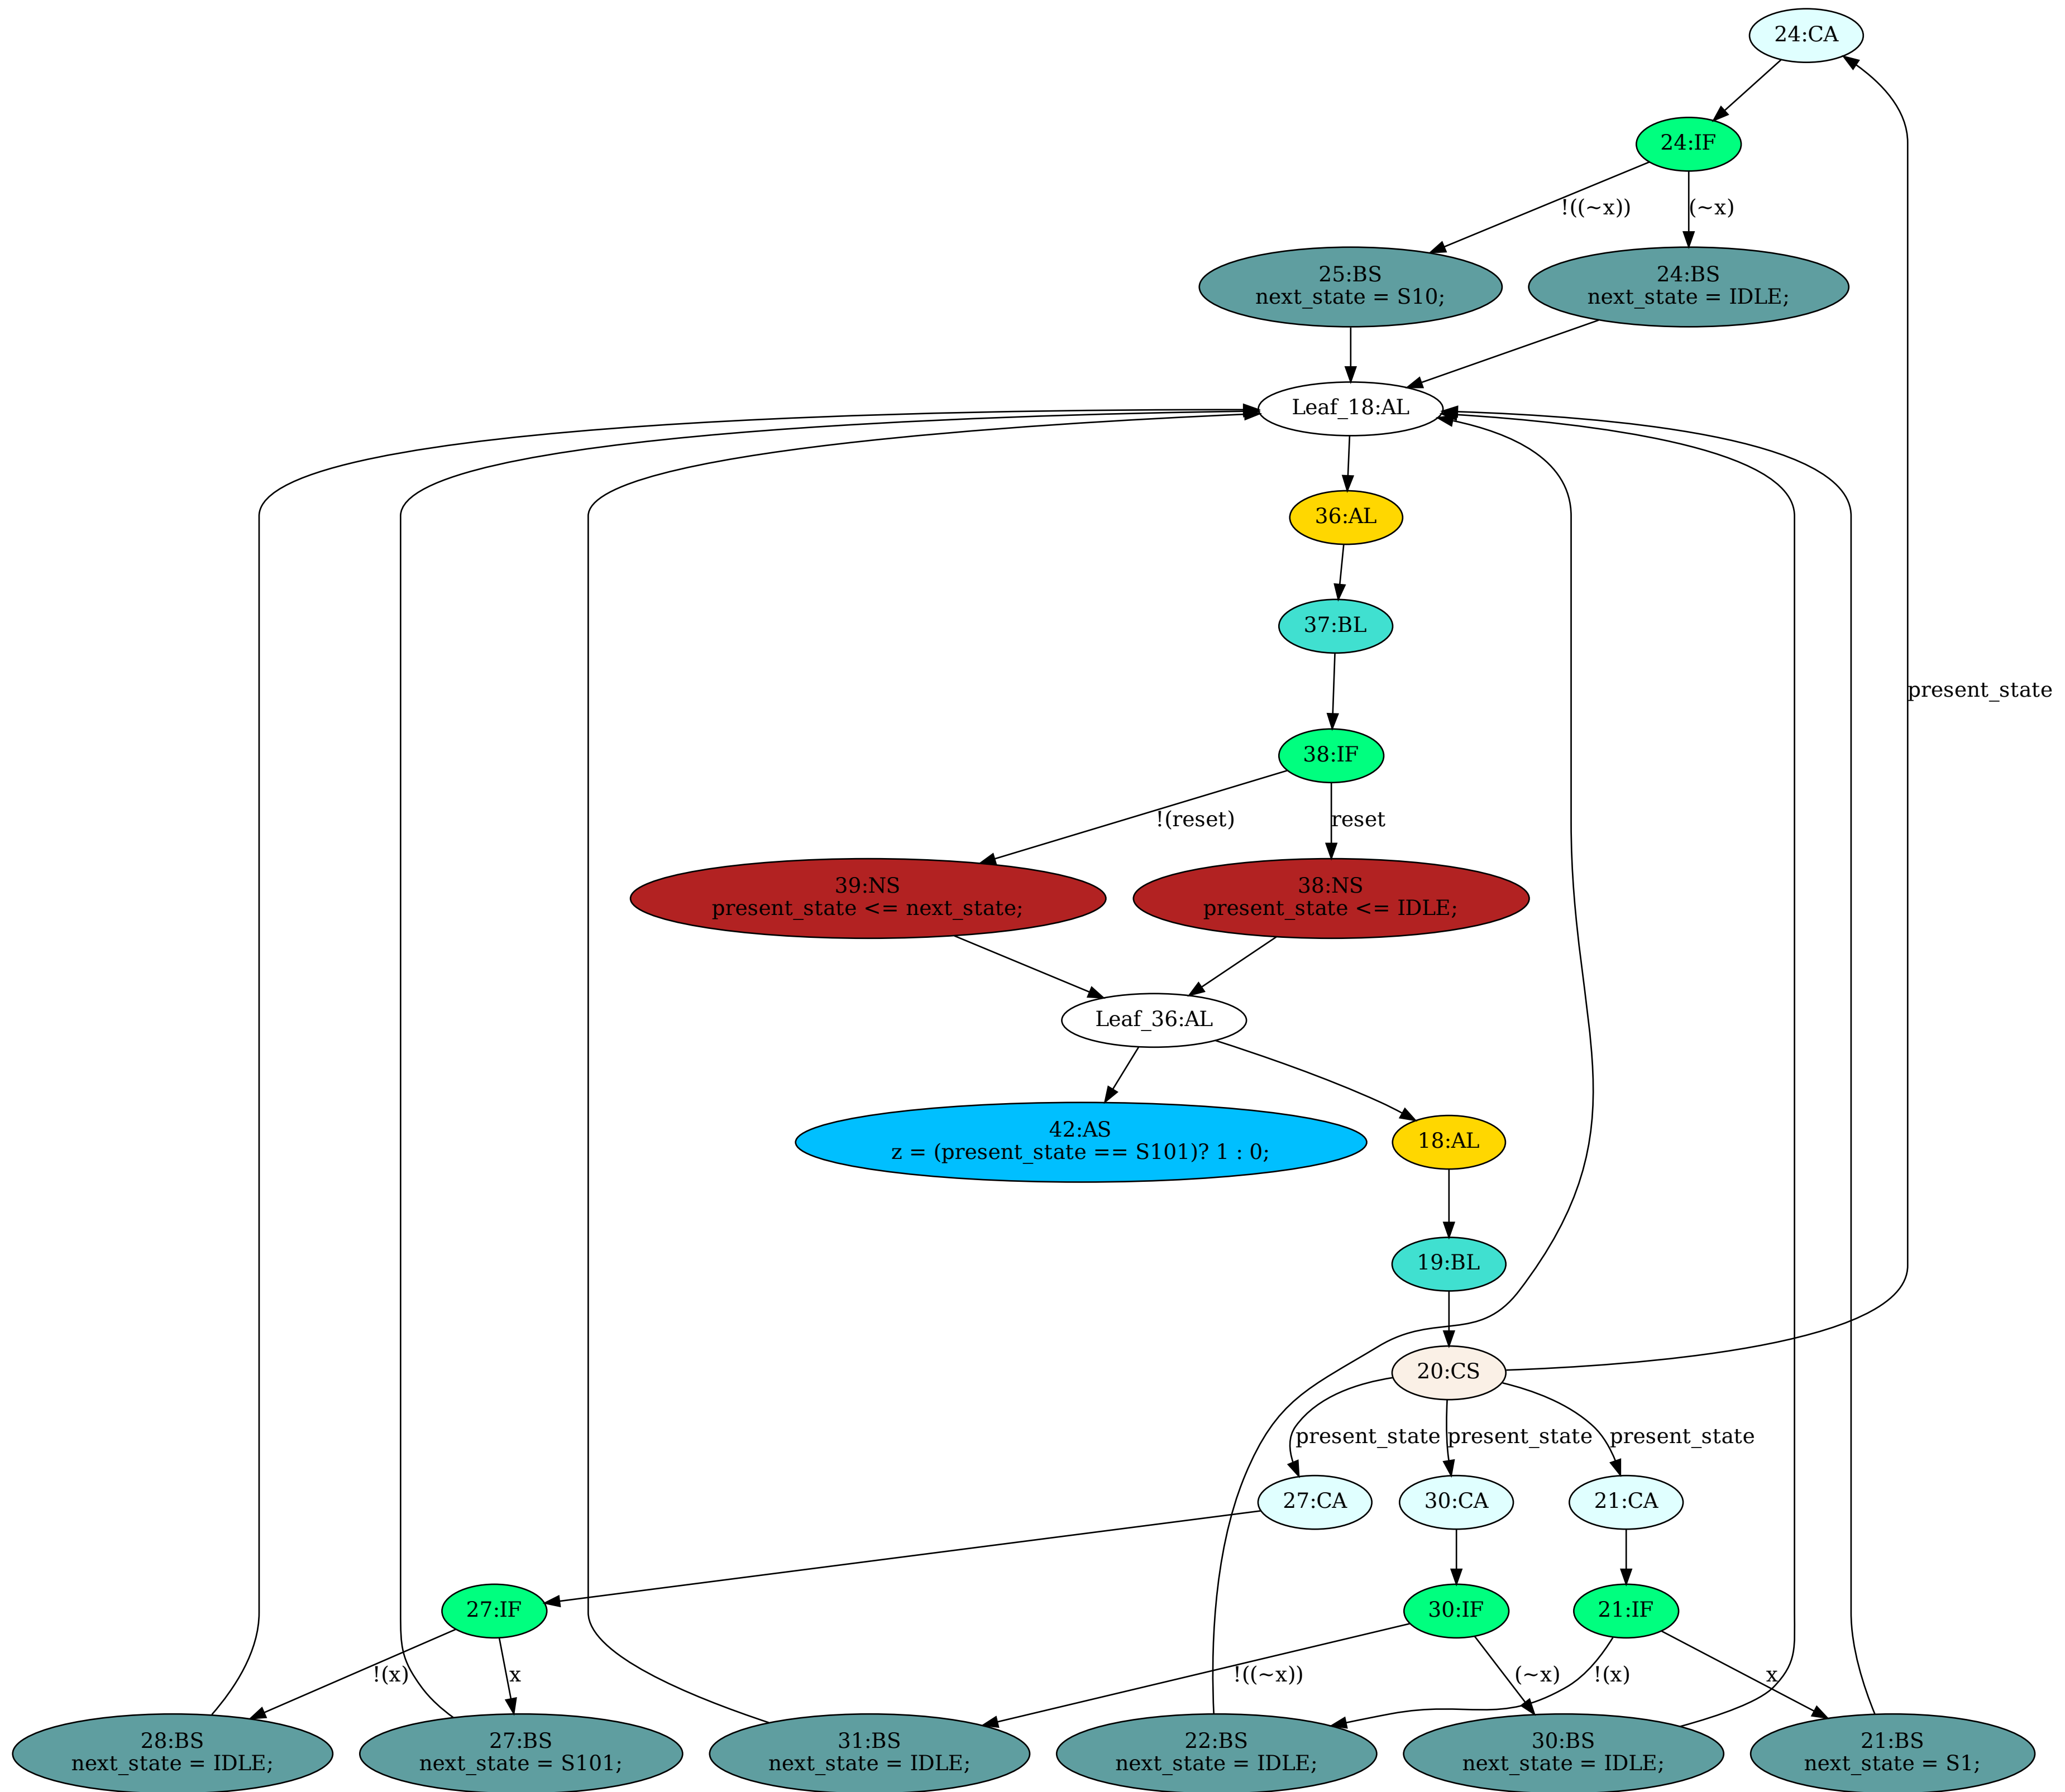 24:CA
24:IF
!((~x))
(~x)
25:BS
next_state = S10;
24:BS
next_state = IDLE;
Leaf_18:AL
36:AL
37:BL
present_state
38:IF
!(reset)
reset
39:NS
present_state <= next_state;
38:NS
present_state <= IDLE;
Leaf_36:AL
42:AS
z = (present_state == S101)? 1 : 0;
18:AL
19:BL
20:CS
present_state
present_state
present_state
27:CA
30:CA
21:CA
27:IF
30:IF
21:IF
!(x)
x
!((~x))
(~x)
!(x)
x
28:BS
next_state = IDLE;
27:BS
next_state = S101;
31:BS
next_state = IDLE;
22:BS
next_state = IDLE;
30:BS
next_state = IDLE;
21:BS
next_state = S1;